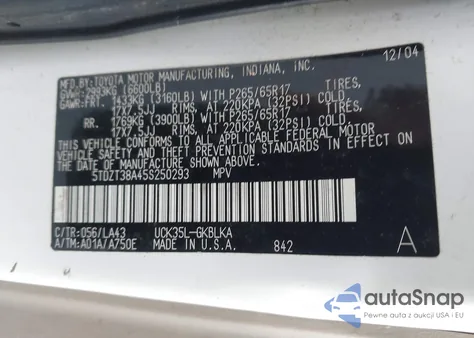 MFD. BY: TOYOTA MOTOR MANUFACTURING, INDIANA, INC. 12/04
GVWR: 2993KG (6600LB)
GAWR: FRT. 1433KG (3160LB) WITH P265/65R17 TIRES,
17X7.5JJ RIMS, AT 220KPA (32PSI) COLD
RR. 1769KG (3900LB) WITH P265/65R17 TIRES,
17X7.5JJ RIMS, AT 220KPA (32PSI) COLD
THIS VEHICLE CONFORMS TO ALL APPLICABLE FEDERAL MOTOR
VEHICLE SAFETY AND BUMPER STANDARDS IN EFFECT ON
THE DATE OF MANUFACTURE SHOWN ABOVE.
5TDZT38A45S250293 MPV
C/TR: 056/LA43 UCK35L-GKBLKA
A/TM: A01A/A750E MADE IN U.S.A. 842 A
autoSnap
Pewne auta z aukcji USA i EU